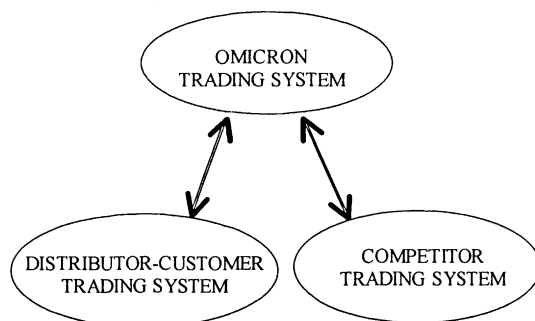 OMICRON
TRADING SYSTEM
DISTRIBUTOR-CUSTOMER
TRADING SYSTEM
COMPETITOR
TRADING SYSTEM